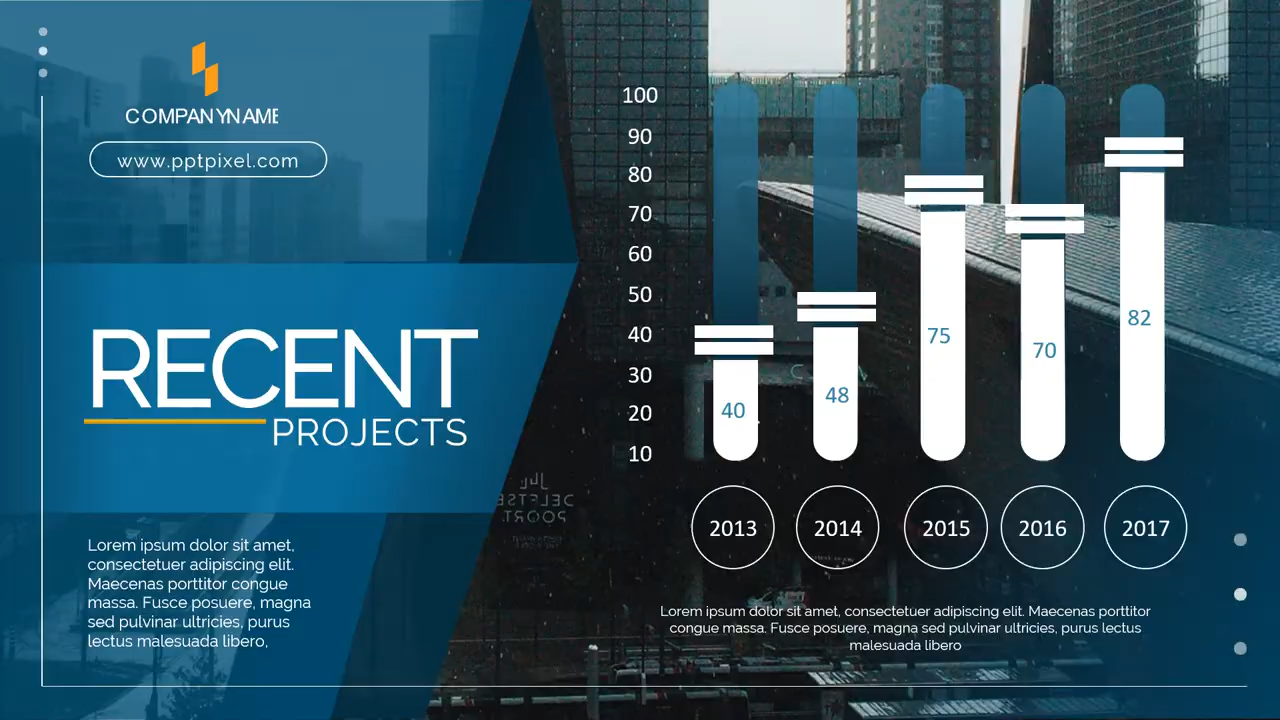 COMPANYNAME
www.pptpixel.com
RECENT
PROJECTS
Lorem ipsum dolor sit amet,
consectetuer adipiscing elit.
Maecenas porttitor congue
massa. Fusce posuere, magna
sed pulvinar ultricies, purus
lectus malesuada libero,
100
90
80
70
60
50
40
30
20
10
40
48
75
70
82
2013
2014
2015
2016
2017
DELFTSE
POORT
Lorem ipsum dolor sit amet, consectetuer adipiscing elit. Maecenas porttitor
congue massa. Fusce posuere, magna sed pulvinar ultricies, purus lectus
malesuada libero